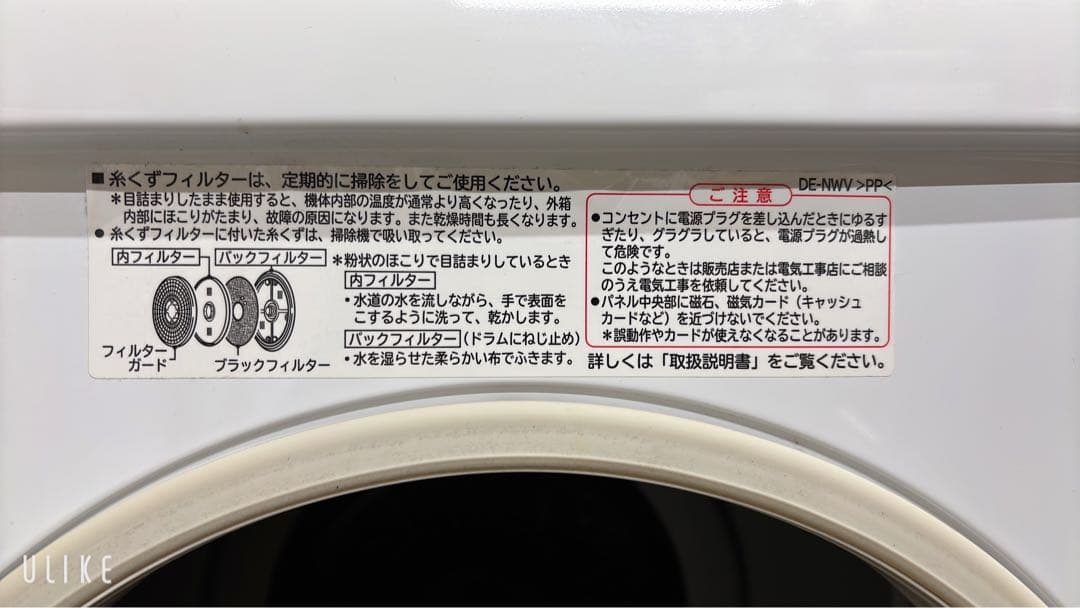 ■糸くずフィルターは、定期的に掃除をしてご使用ください。
＊目詰まりしたまま使用すると、機体内部の温度が通常より高くなったり、外箱
内部にほこりがたまり、故障の原因になります。また乾燥時間も長くなります。
● 糸くずフィルターに付いた糸くずは、掃除機で吸い取ってください。
内フィルター バックフィルター
フィルター
ガード
ブラックフィルター
＊粉状のほこりで目詰まりしているとき
内フィルター
・水道の水を流しながら、手で表面を
こするように洗って、乾かします。
バックフィルター(ドラムにねじ止め)
・水を湿らせた柔らかい布でふきます。
DE-NWV >PP<
ご注意
●コンセントに電源プラグを差し込んだときにゆるす
ぎたり、グラグラしていると、電源プラグが過熱し
て危険です。
このようなときは販売店または電気工事店にご相談
のうえ電気工事を依頼してください。
●パネル中央部に磁石、磁気カード（キャッシュ
カードなど）を近づけないでください。
＊誤動作やカードが使えなくなることがあります。
詳しくは「取扱説明書」をご覧ください。
ULIKE